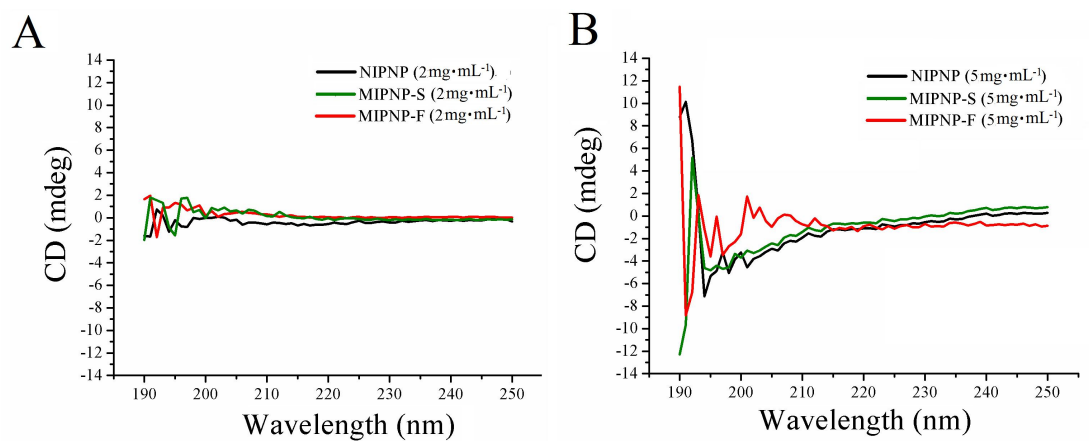 A
CD (mdeg)
14
12
10
8
6
4
2
0
-2
-4
-6
-8
-10
-12
-14
NIPNP (2mg·mL-1).
MIPNP-S (2mg·mL-1)
MIPNP-F (2mg·mL-1)
190 200 210 220 230 240 250
Wavelength (nm)
B
CD (mdeg)
14
12
10
8
6
4
2
0
-2
-4
-6
-8
-10
-12
-14
NIPNP (5mg·mL-1)
MIPNP-S (5mg·mL-1)
MIPNP-F (5mg·mL-1)
190 200 210 220 230 240 250
Wavelength (nm)